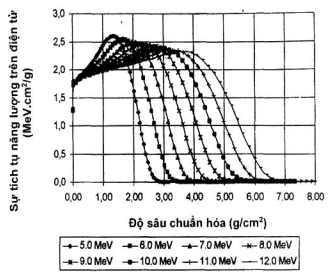 Sự tích tụ năng lượng trên điện tử
(MeV.cm²/g)
3,0
2,5
2,0
1,5
1,0
0,5
0,0
0,00 1,00 2,00 3,00 4,00 5,00 6,00 7,00 8,00
Độ sâu chuẩn hóa (g/cm²)
5.0 MeV 6.0 MeV 7.0 MeV 8.0 MeV
9.0 MeV 10.0 MeV 11.0 MeV 12.0 MeV